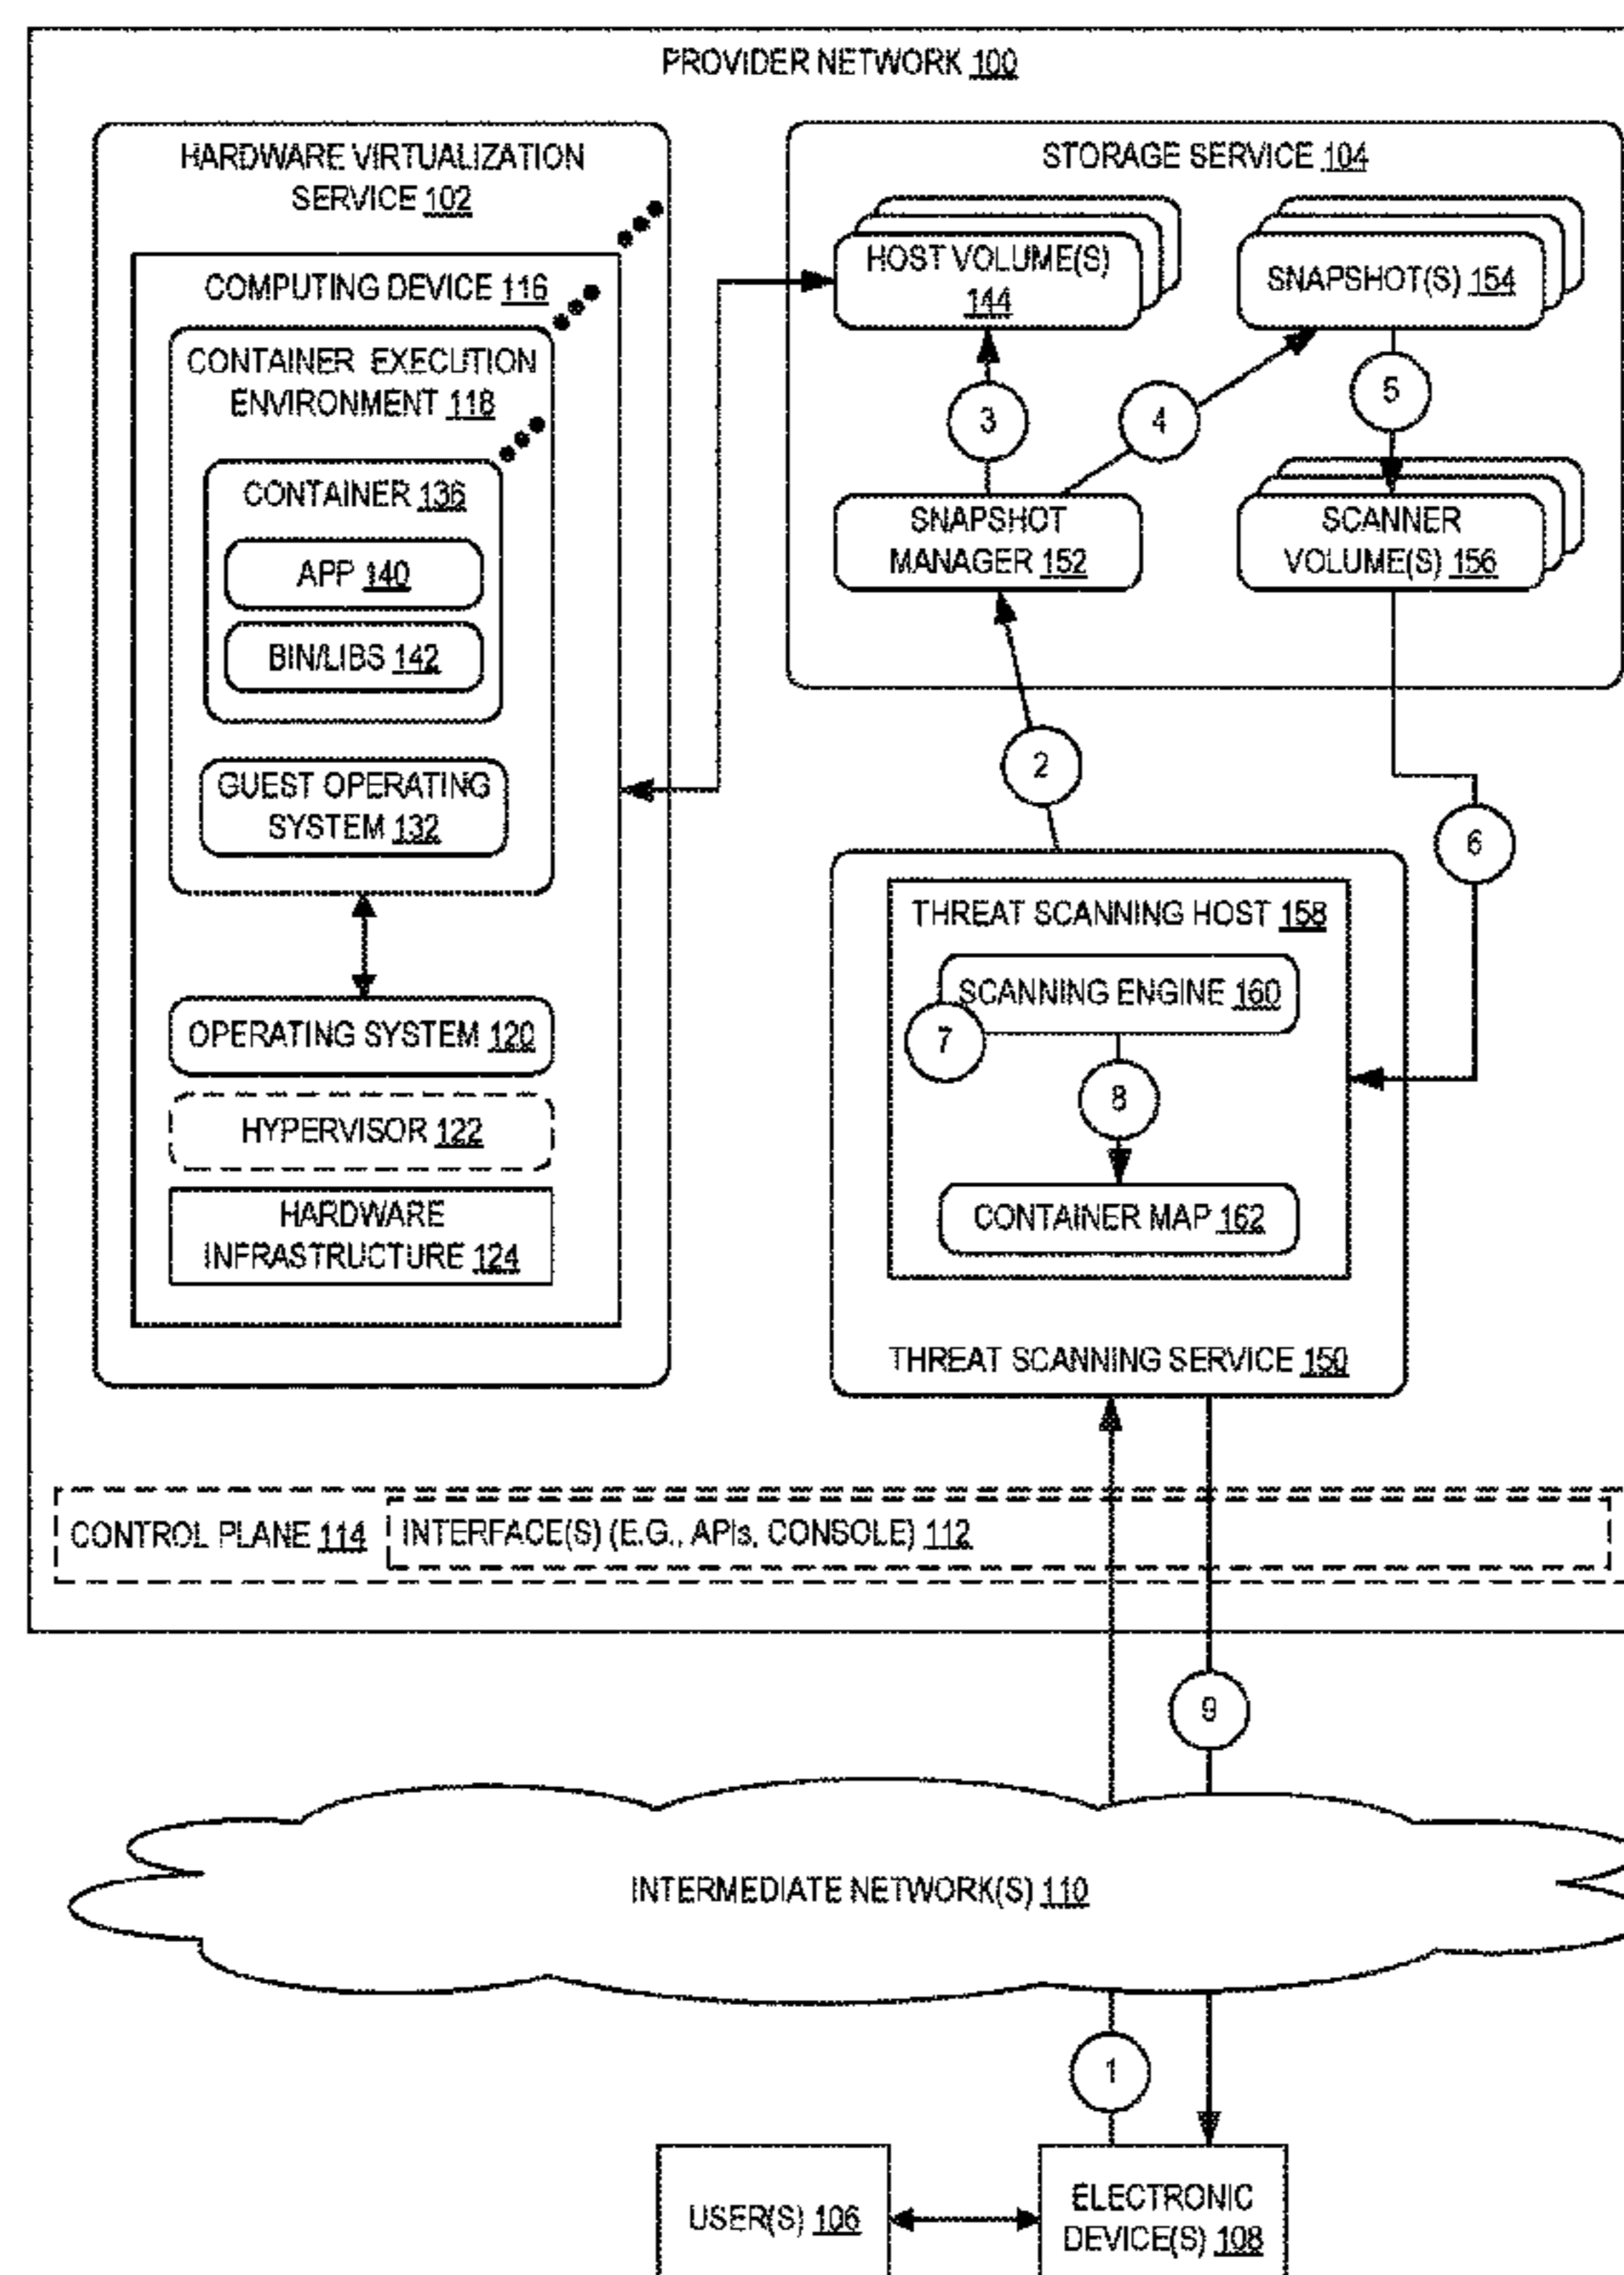 PROVIDER NETWORK 100
HARDWARE VIRTUALIZATION
SERVICE 102
COMPUTING DEVICE 116
CONTAINER EXECUTION
ENVIRONMENT 118
CONTAINER 136
APP 140
BIN/LIBS 142
GUEST OPERATING
SYSTEM 132
OPERATING SYSTEM 120
HYPERVISOR 122
HARDWARE
INFRASTRUCTURE 124
STORAGE SERVICE 104
HOST VOLUME(S)
144
SNAPSHOT(S) 154
3
4
5
SNAPSHOT
MANAGER 152
SCANNER
VOLUME(S) 156
2
6
THREAT SCANNING HOST 158
SCANNING ENGINE 160
7
8
CONTAINER MAP 162
THREAT SCANNING SERVICE 150
CONTROL PLANE 114
INTERFACE(S) (E.G., APIs, CONSOLE) 112
9
INTERMEDIATE NETWORK(S) 110
1
USER(S) 106
ELECTRONIC
DEVICE(S) 108